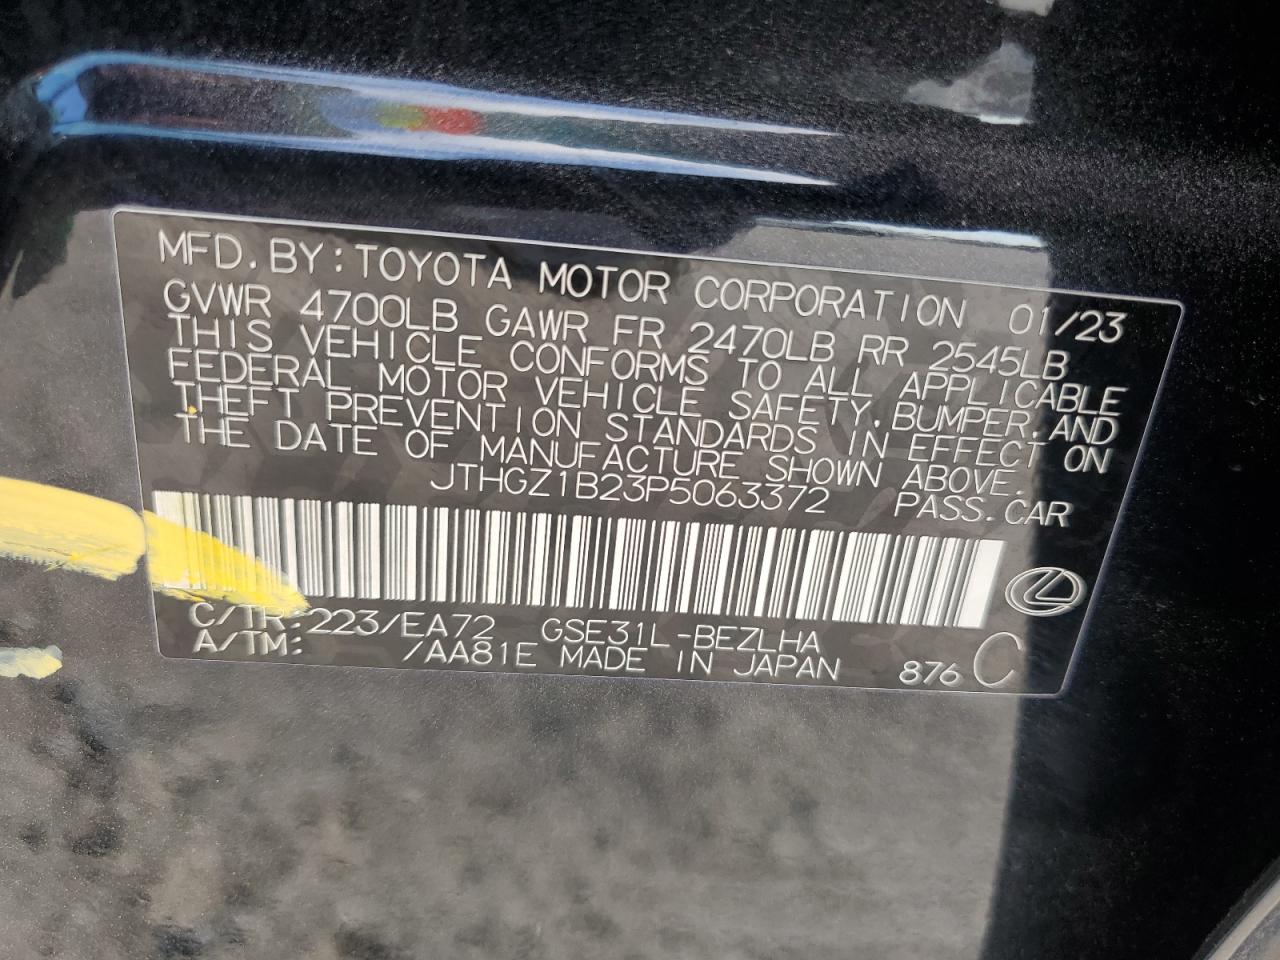 MFD. BY: TOYOTA MOTOR CORPORATION 01/23
GVWR 4700LB GAWR FR 2470LB RR 2545LB
THIS VEHICLE CONFORMS TO ALL APPLICABLE
FEDERAL MOTOR VEHICLE SAFETY, BUMPER, AND
THEFT PREVENTION STANDARDS IN EFFECT ON
THE DATE OF MANUFACTURE SHOWN ABOVE.
JTHGZ1B23P5063372 PASS. CAR
C/TR: 223/EA72 GSE31L-BEZLHA
A/TM: /AA81E MADE IN JAPAN 876 C